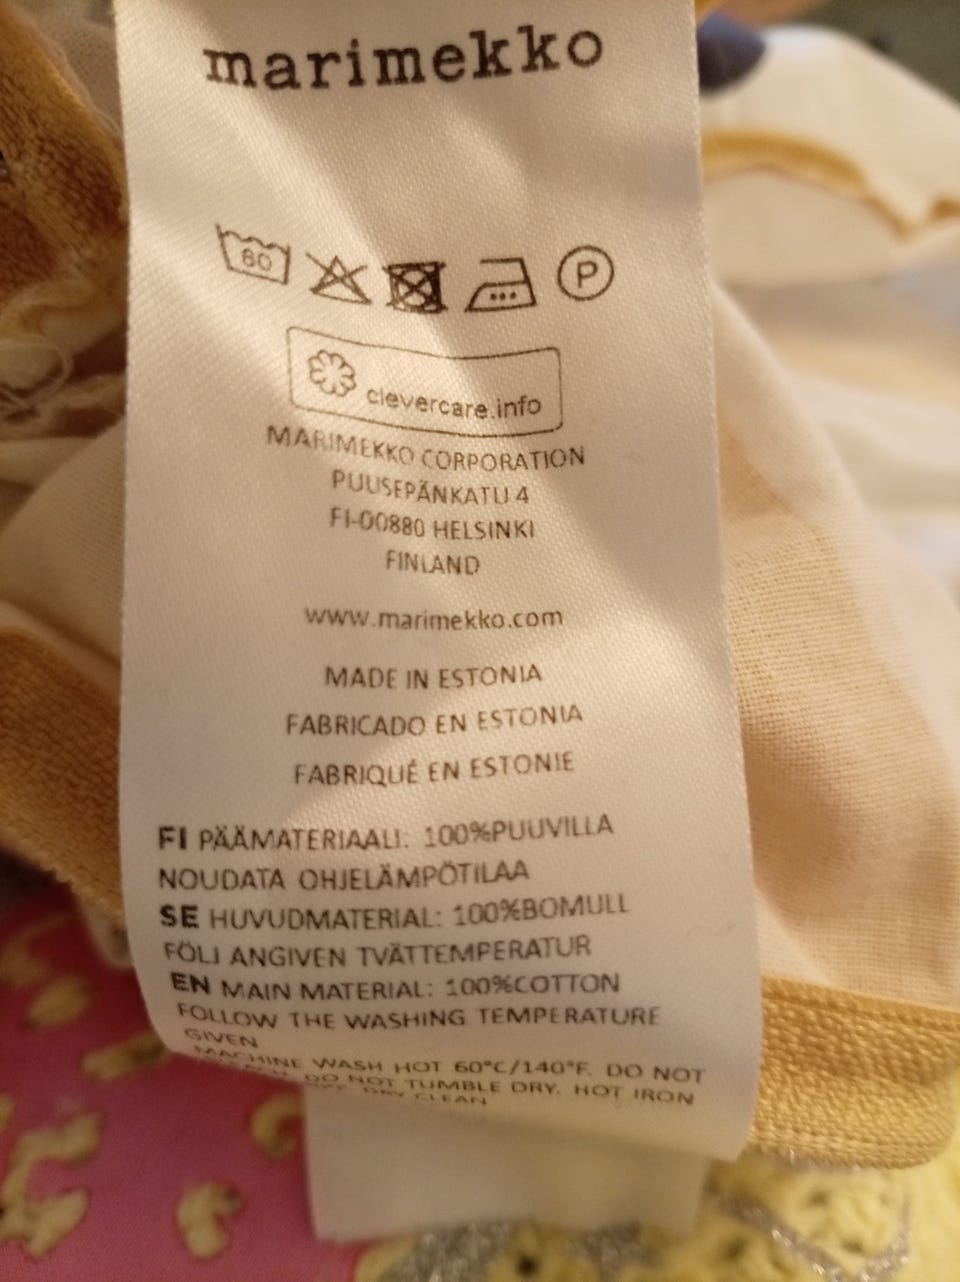 marimekko
60
P
clevercare.info
MARIMEKKO CORPORATION
PUUSEPÄNKATU 4
FI-00880 HELSINKI
FINLAND
www.marimekko.com
MADE IN ESTONIA
FABRICADO EN ESTONIA
FABRIQUÉ EN ESTONIE
FI PÄÄMATERIAALI: 100%PUUVILLA
NOUDATA OHJELÄMPÖTILAA
SE HUVUDMATERIAL: 100%BOMULL
FÖLJ ANGIVEN TVÄTTEMPERATUR
EN MAIN MATERIAL: 100%COTTON
FOLLOW THE WASHING TEMPERATURE
GIVEN
MACHINE WASH HOT 60°C/140°F. DO NOT
DO NOT TUMBLE DRY. HOT IRON
DRY CLEAN